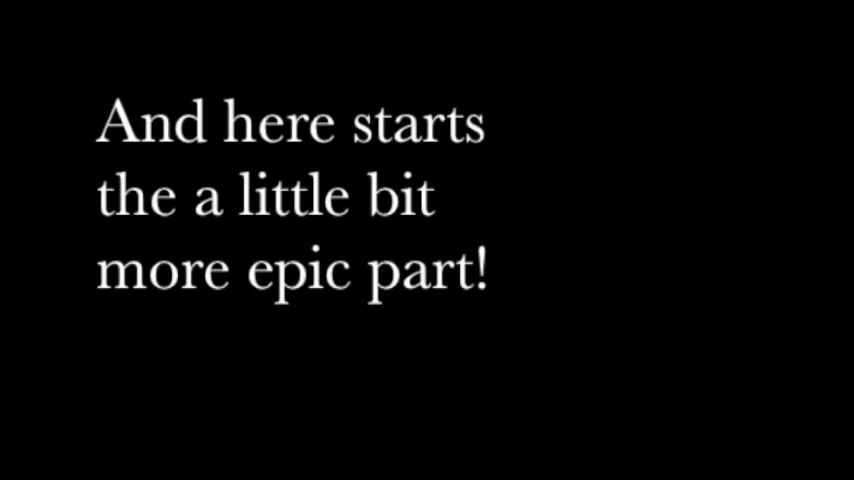 And here starts
the a little bit
more epic part!